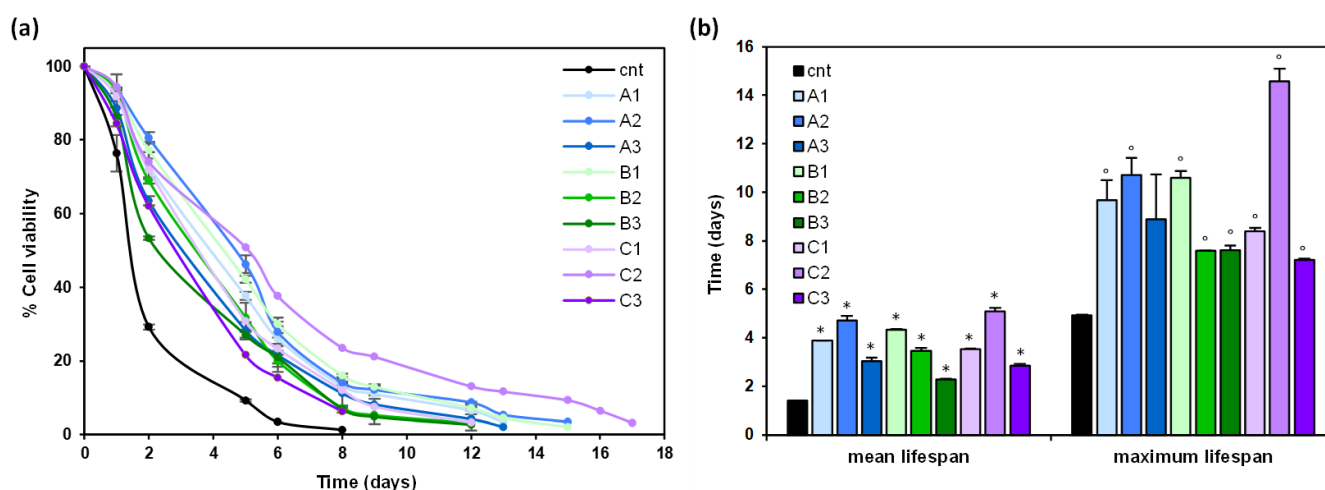 (a)
% Cell viability
100
80
60
40
20
0
0 2 4 6 8 10 12 14 16 18
Time (days)
cnt
A1
A2
A3
B1
B2
B3
C1
C2
C3
(b)
Time (days)
16
14
12
10
8
6
4
2
0
cnt
A1
A2
A3
B1
B2
B3
C1
C2
C3
* * * * * * * * *
° ° ° ° ° ° ° °
mean lifespan maximum lifespan